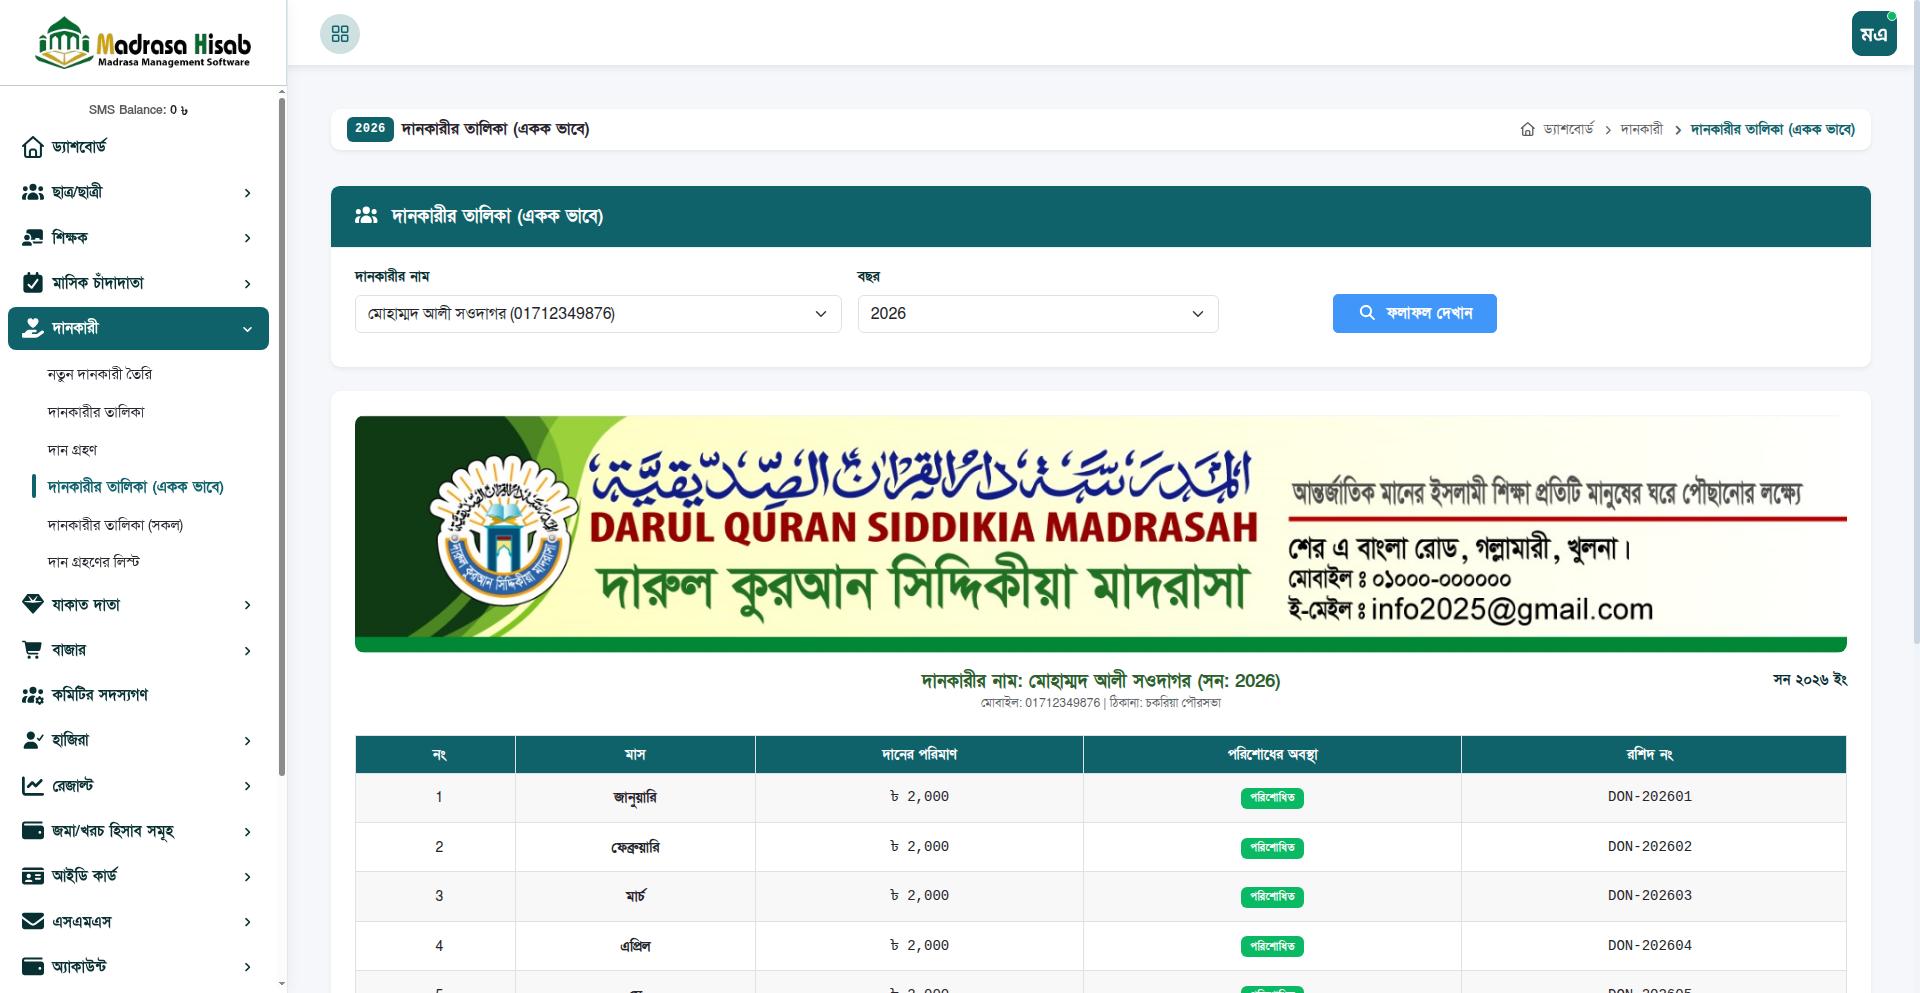 Madrasa Hisab
Madrasa Management Software
SMS Balance: 0 ৳
ড্যাশবোর্ড
ছাত্র/ছাত্রী
শিক্ষক
মাসিক চাঁদাদাতা
দানকারী
নতুন দানকারী তৈরি
দানকারীর তালিকা
দান গ্রহণ
দানকারীর তালিকা (একক ভাবে)
দানকারীর তালিকা (সকল)
দান গ্রহণের লিস্ট
যাকাত দাতা
বাজার
কমিটির সদস্যগণ
হাজিরা
রেজাল্ট
জমা/খরচ হিসাব সমূহ
আইডি কার্ড
এসএমএস
অ্যাকাউন্ট
মএ
2026 দানকারীর তালিকা (একক ভাবে)
ড্যাশবোর্ড > দানকারী > দানকারীর তালিকা (একক ভাবে)
দানকারীর তালিকা (একক ভাবে)
দানকারীর নাম বছর
মোহাম্মদ আলী সওদাগর (01712349876) 2026 ফলাফল দেখান
المدرسة دار القرآن الصديقية
DARUL QURAN SIDDIKIA MADRASAH
দারুল কুরআন সিদ্দিকীয়া মাদরাসা
দারুল কুরআন সিদ্দিকীয়া মাদরাসা
আন্তর্জাতিক মানের ইসলামী শিক্ষা প্রতিটি মানুষের ঘরে পৌছানোর লক্ষ্যে
শের এ বাংলা রোড, গল্লামারী, খুলনা।
মোবাইল ঃ ০১০০০-০০০০০০
ই-মেইল ঃ info2025@gmail.com
দানকারীর নাম: মোহাম্মদ আলী সওদাগর (সন: 2026)
মোবাইল: 01712349876 | ঠিকানা: চকরিয়া পৌরসভা
সন ২০২৬ ইং
নং মাস দানের পরিমাণ পরিশোধের অবস্থা রশিদ নং
1 জানুয়ারি ৳ 2,000 পরিশোধিত DON-202601
2 ফেব্রুয়ারি ৳ 2,000 পরিশোধিত DON-202602
3 মার্চ ৳ 2,000 পরিশোধিত DON-202603
4 এপ্রিল ৳ 2,000 পরিশোধিত DON-202604